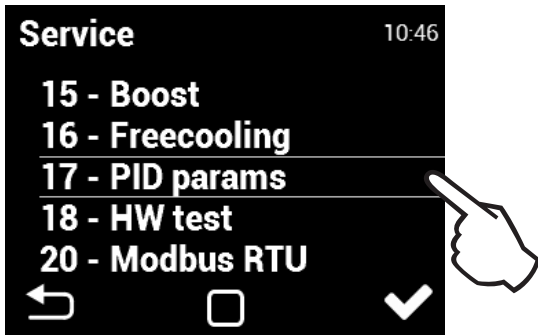 Service 10:46
15 - Boost
16 - Freecooling
17 - PID params
18 - HW test
20 - Modbus RTU